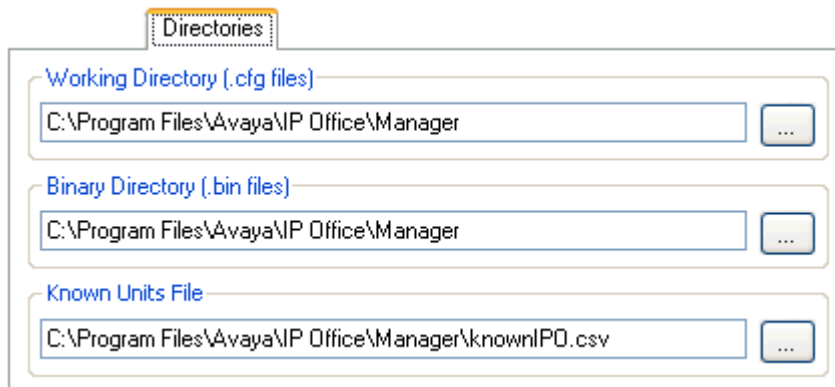 Directories
Working Directory (.cfg files)
C:\Program Files\Avaya\IP Office\Manager
...
Binary Directory (.bin files)
C:\Program Files\Avaya\IP Office\Manager
...
Known Units File
C:\Program Files\Avaya\IP Office\Manager\knownIPO.csv
...